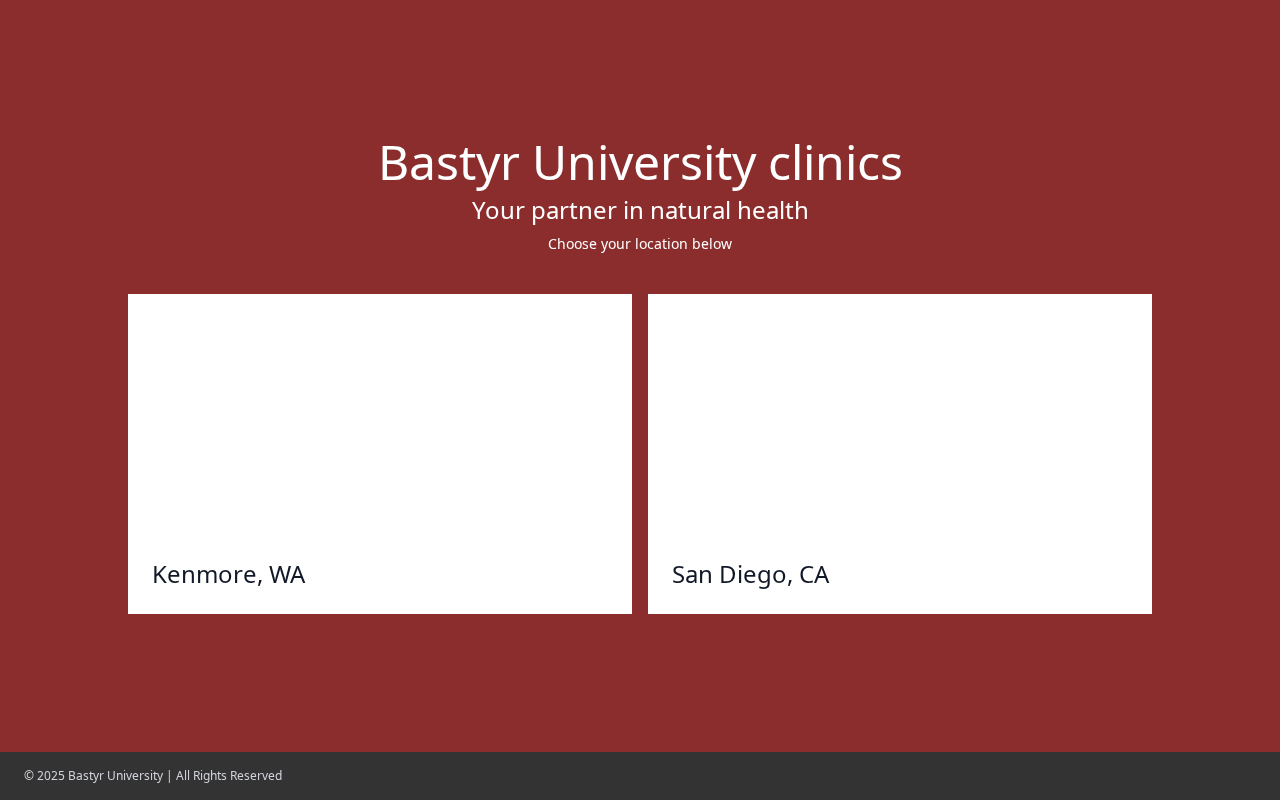 Bastyr University clinics
Your partner in natural health
Choose your location below
Kenmore, WA
San Diego, CA
© 2025 Bastyr University | All Rights Reserved